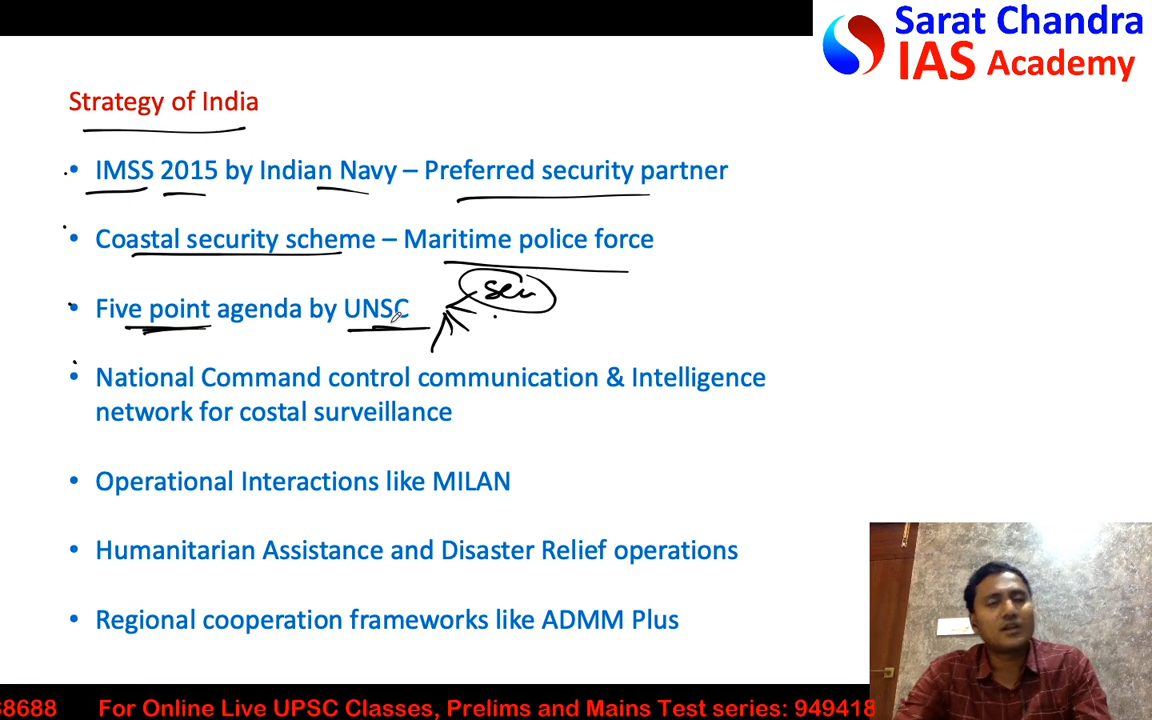 Sarat Chandra
IAS Academy
Strategy of India
• IMSS 2015 by Indian Navy – Preferred security partner
• Coastal security scheme – Maritime police force
• Five point agenda by UNSC
• National Command control communication & Intelligence
network for costal surveillance
• Operational Interactions like MILAN
• Humanitarian Assistance and Disaster Relief operations
• Regional cooperation frameworks like ADMM Plus
8688 For Online Live UPSC Classes, Prelims and Mains Test series: 949418